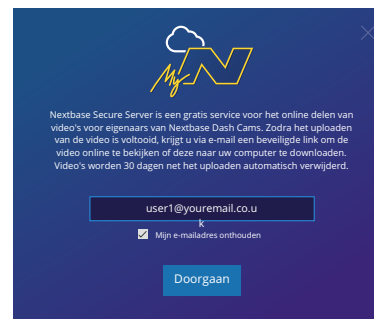 My N
Nextbase Secure Server is een gratis service voor het online delen van
video's voor eigenaars van Nextbase Dash Cams. Zodra het uploaden
van de video is voltooid, krijgt u via e-mail een beveiligde link om de
video online te bekijken of deze naar uw computer te downloaden.
Video's worden 30 dagen net het uploaden automatisch verwijderd.
user1@youremail.co.u
k
Mijn e-mailadres onthouden
Doorgaan